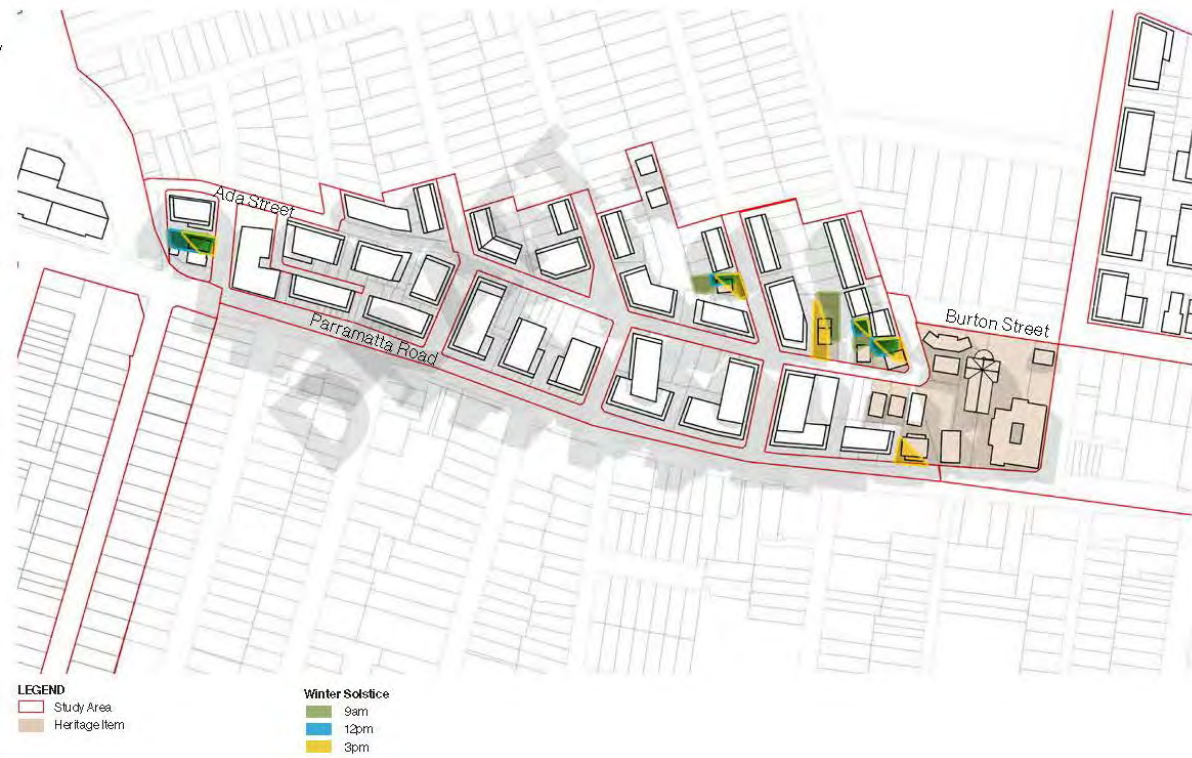 Ada Street
Parramatta Road
Burton Street
LEGEND
Study Area
Heritage Item
Winter Solstice
9am
12pm
3pm